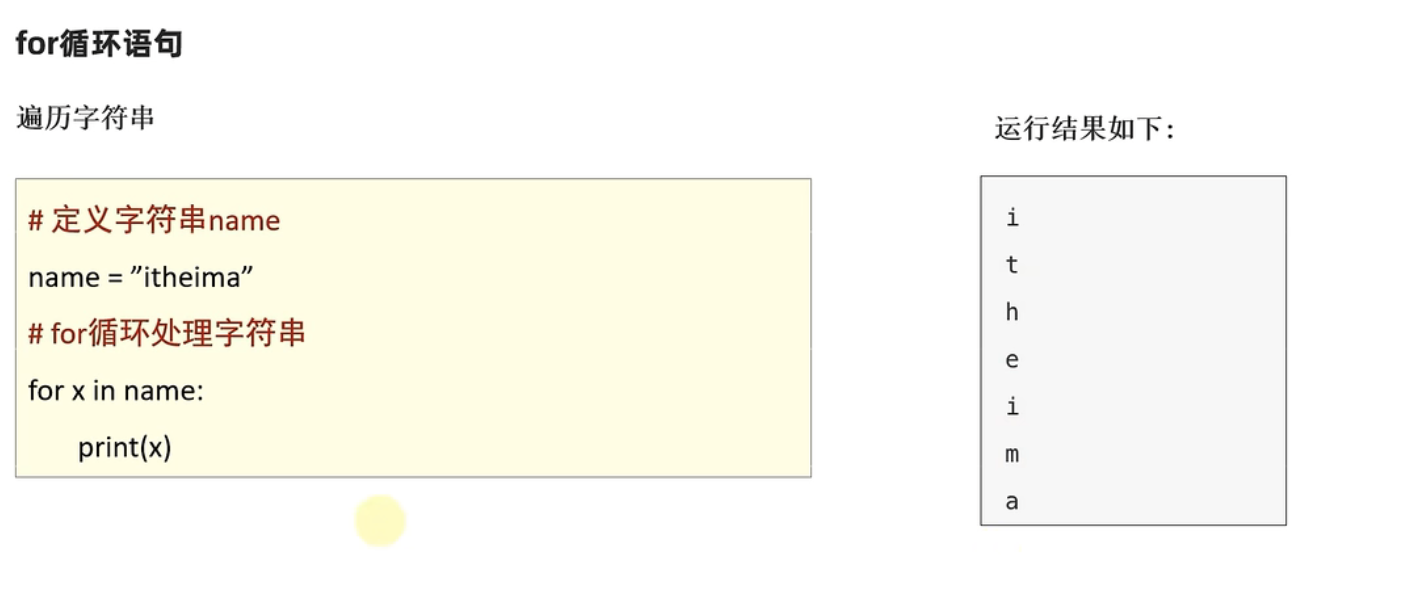 for循环语句
遍历字符串
# 定义字符串name
name = ”itheima”
# for循环处理字符串
for x in name:
print(x)
运行结果如下:
i
t
h
e
i
m
a